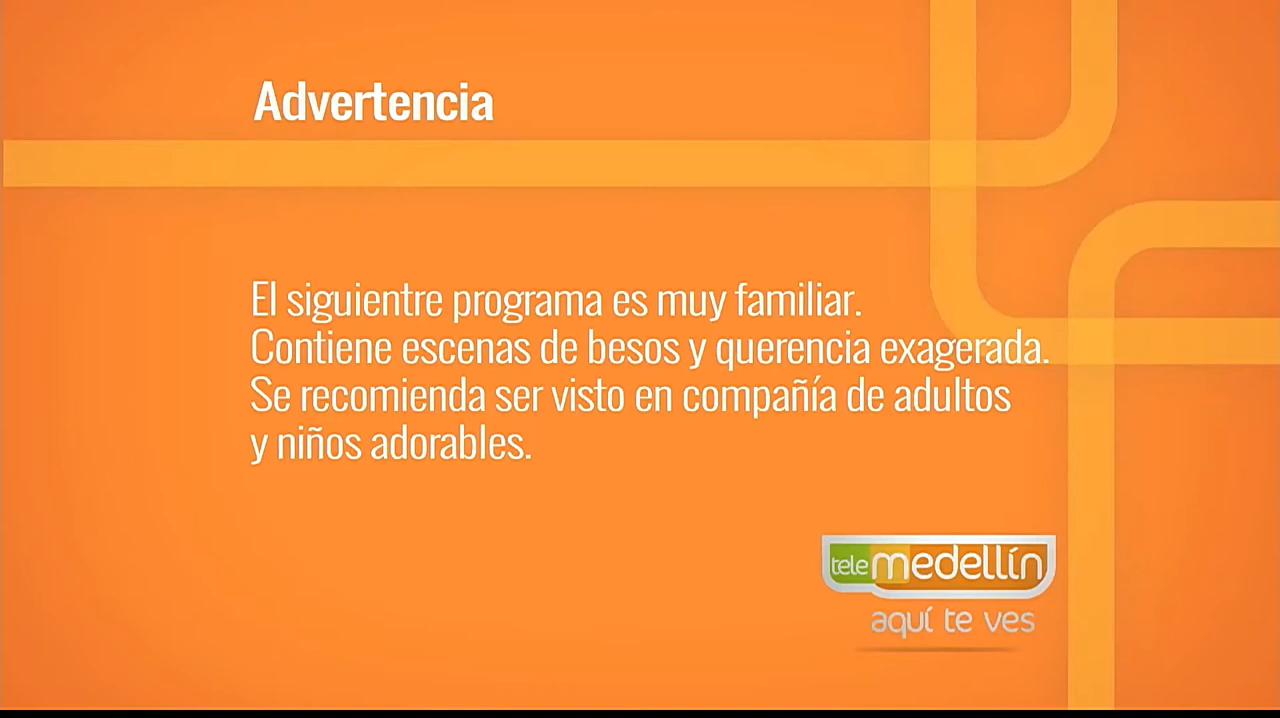 Advertencia
El siguientre programa es muy familiar.
Contiene escenas de besos y querencia exagerada.
Se recomienda ser visto en compañía de adultos
y niños adorables.
tele medellín
aquí te ves